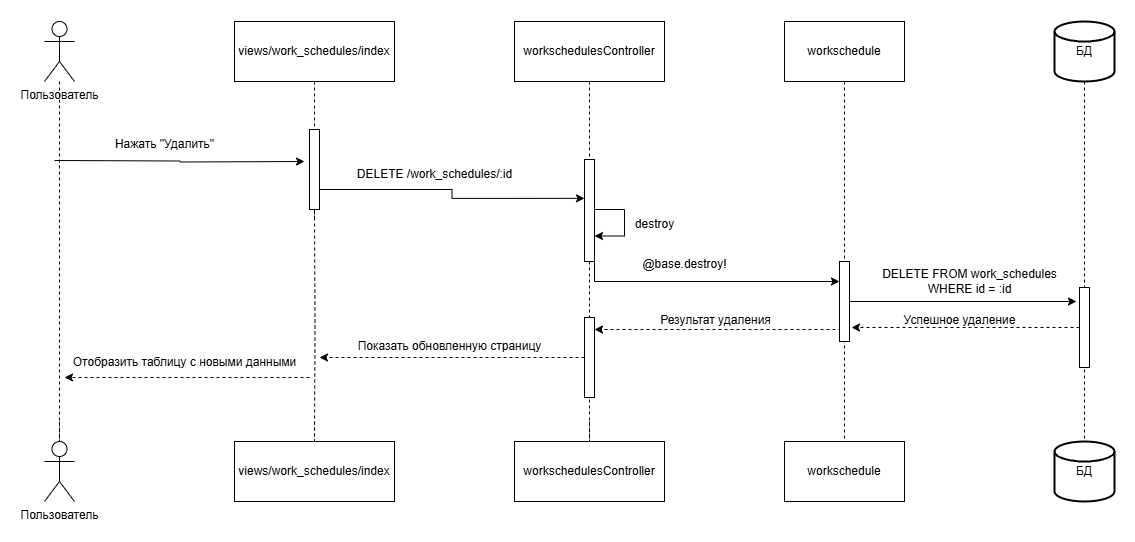 views/work_schedules/index
workschedulesController
workschedule
БД
Пользователь
Нажать "Удалить"
DELETE /work_schedules/:id
destroy
@base.destroy!
DELETE FROM work_schedules
WHERE id = :id
Успешное удаление
Результат удаления
Показать обновленную страницу
Отобразить таблицу с новыми данными
views/work_schedules/index
workschedulesController
workschedule
БД
Пользователь